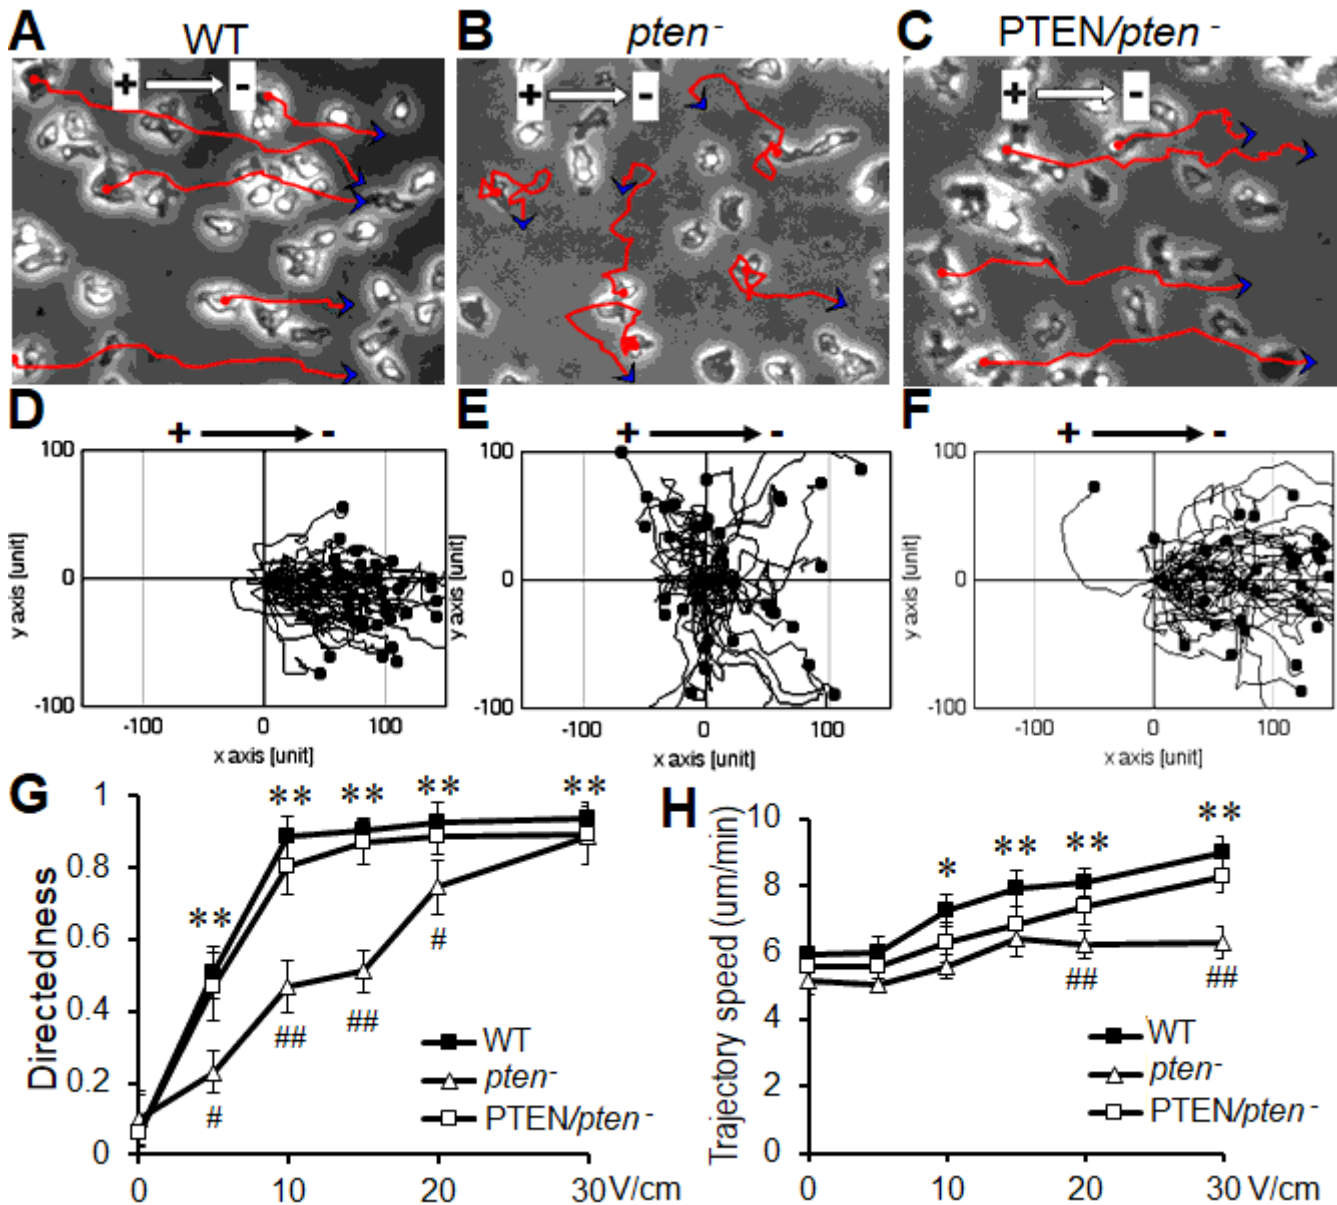 A WT
B pten-
C PTEN/pten -
+ -
+ -
+ -
D + -
100
0
-100
-100 0 100
y axis [unit]
x axis [unit]
E + -
100
0
-100
-100 0 100
y axis [unit]
x axis [unit]
F + -
100
0
-100
-100 0 100
y axis [unit]
x axis [unit]
G
Directedness
1
0.8
0.6
0.4
0.2
0
** ** ** ** **
# ## ## #
WT
pten-
PTEN/pten -
0 10 20 30 V/cm
H
Trajectory speed (um/min)
10
8
6
4
2
0
* ** ** **
## ##
WT
pten-
PTEN/pten -
0 10 20 30 V/cm